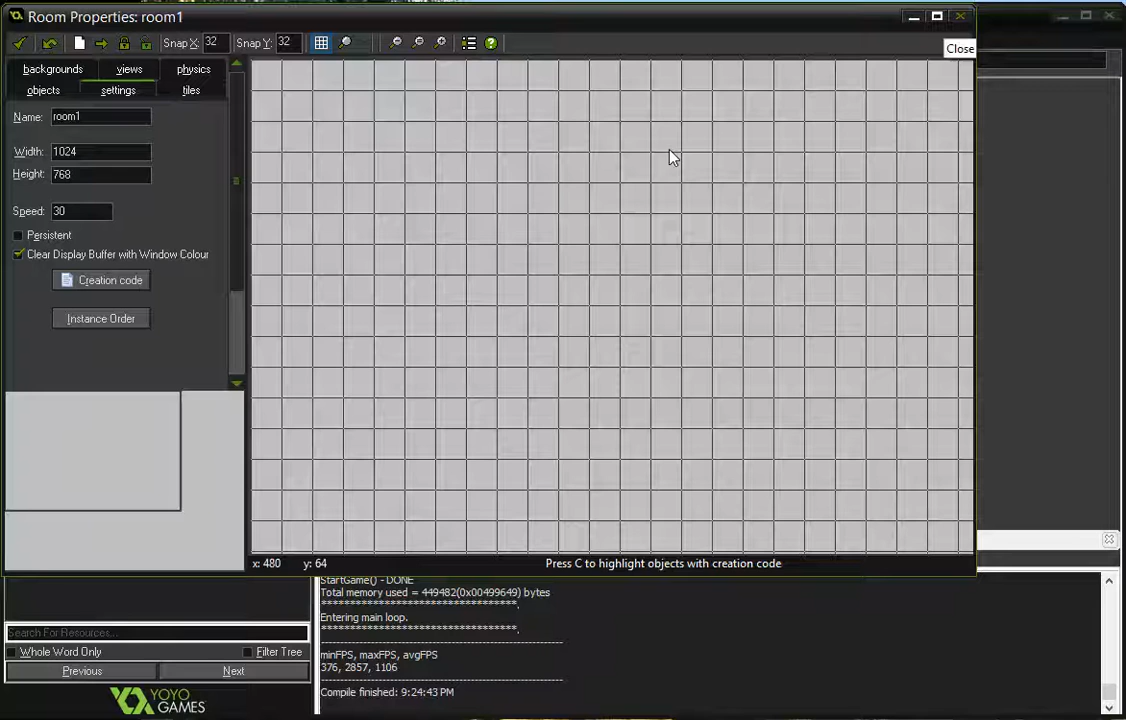 Room Properties: room1
Snap X: 32 Snap Y: 32
Close
backgrounds views physics
objects settings tiles
Name: room1
Width: 1024
Height: 768
Speed: 30
Persistent
Clear Display Buffer with Window Colour
Creation code
Instance Order
x: 480 y: 64 Press C to highlight objects with creation code
StartGame() - DONE
Total memory used = 449482(0x00499649) bytes
*********************************.
Entering main loop.
*********************************.
minFPS, maxFPS, avgFPS
376, 2857, 1106
Compile finished: 9:24:43 PM
Search For Resources...
Whole Word Only Filter Tree
Previous Next
YOYO
GAMES